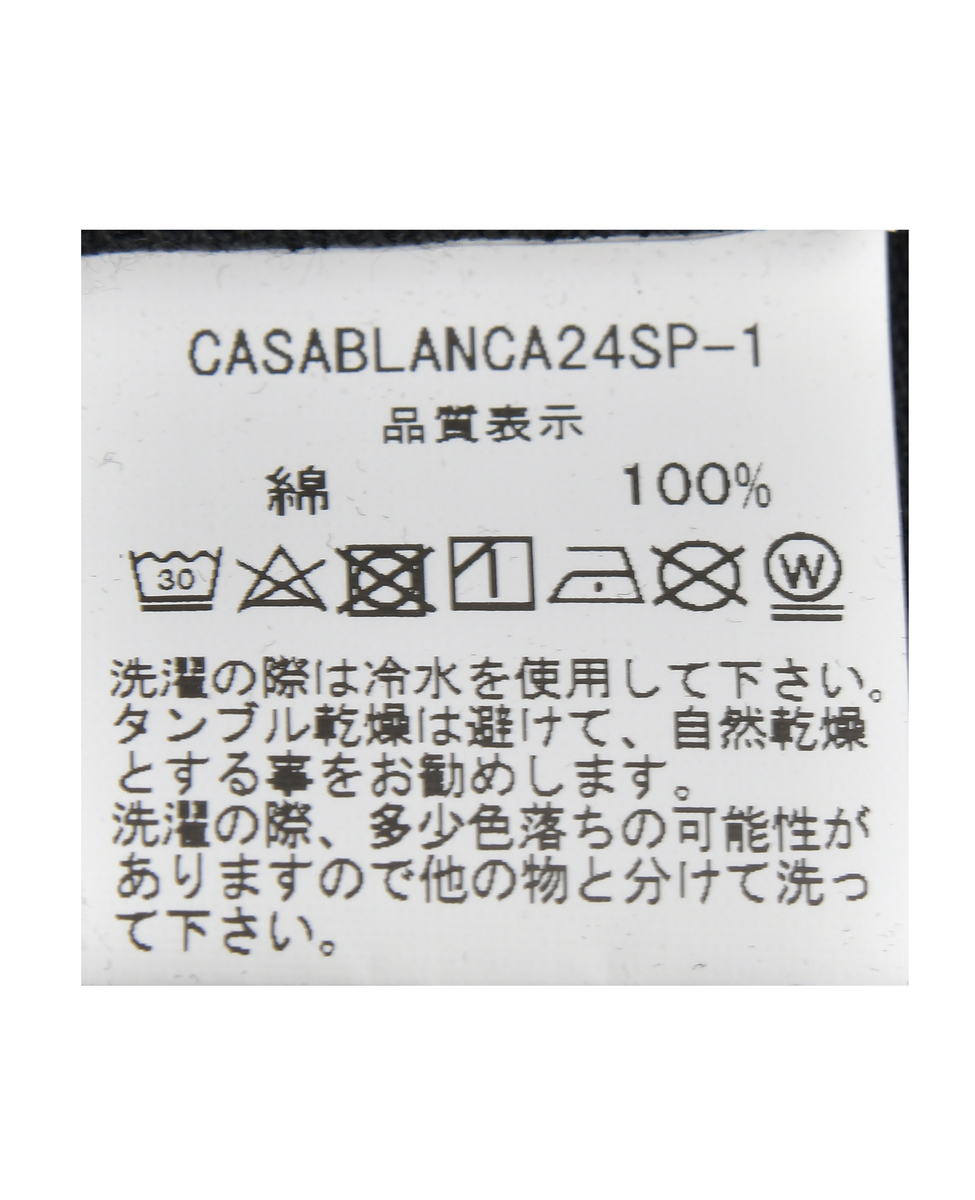 CASABLANCA24SP-1
品質表示
綿 100%
30 W
洗濯の際は冷水を使用して下さい。
タンブル乾燥は避けて、自然乾燥
とする事をお勧めします。
洗濯の際、多少色落ちの可能性が
ありますので他の物と分けて洗っ
て下さい。